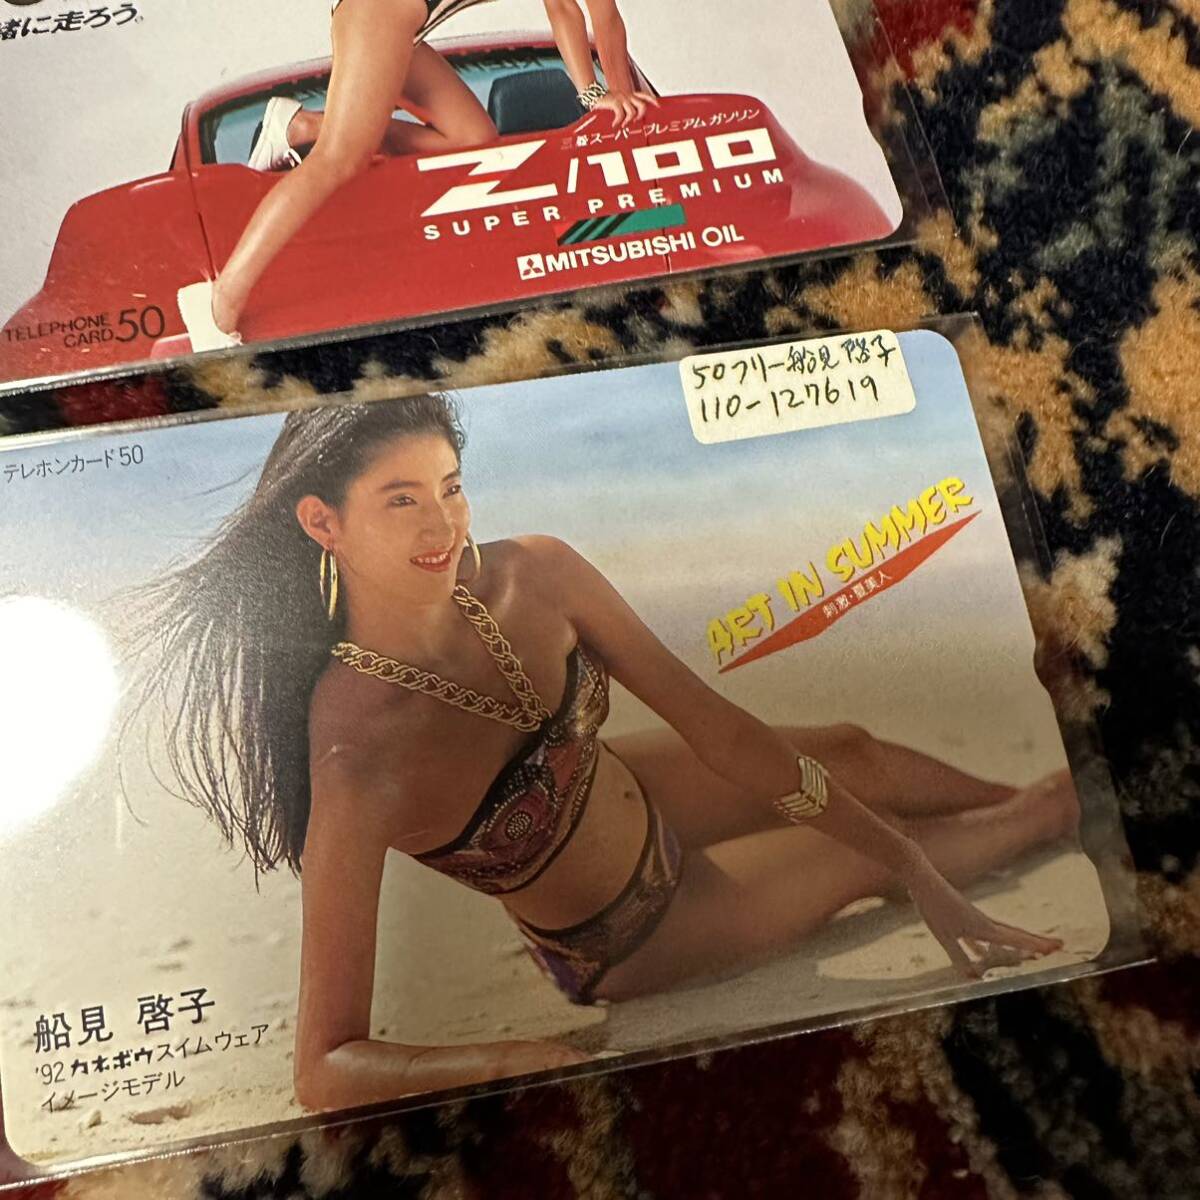 緒に走ろう。
三菱スーパープレミアムガソリン
Z/100
SUPER PREMIUM
MITSUBISHI OIL
TELEPHONE
CARD 50
50フリー船見啓子
110-127619
テレホンカード50
ART IN SUMMER
刺激・夏美人
船見 啓子
'92カネボウスイムウェア
イメージモデル